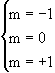 m = −1
m = 0
m = +1